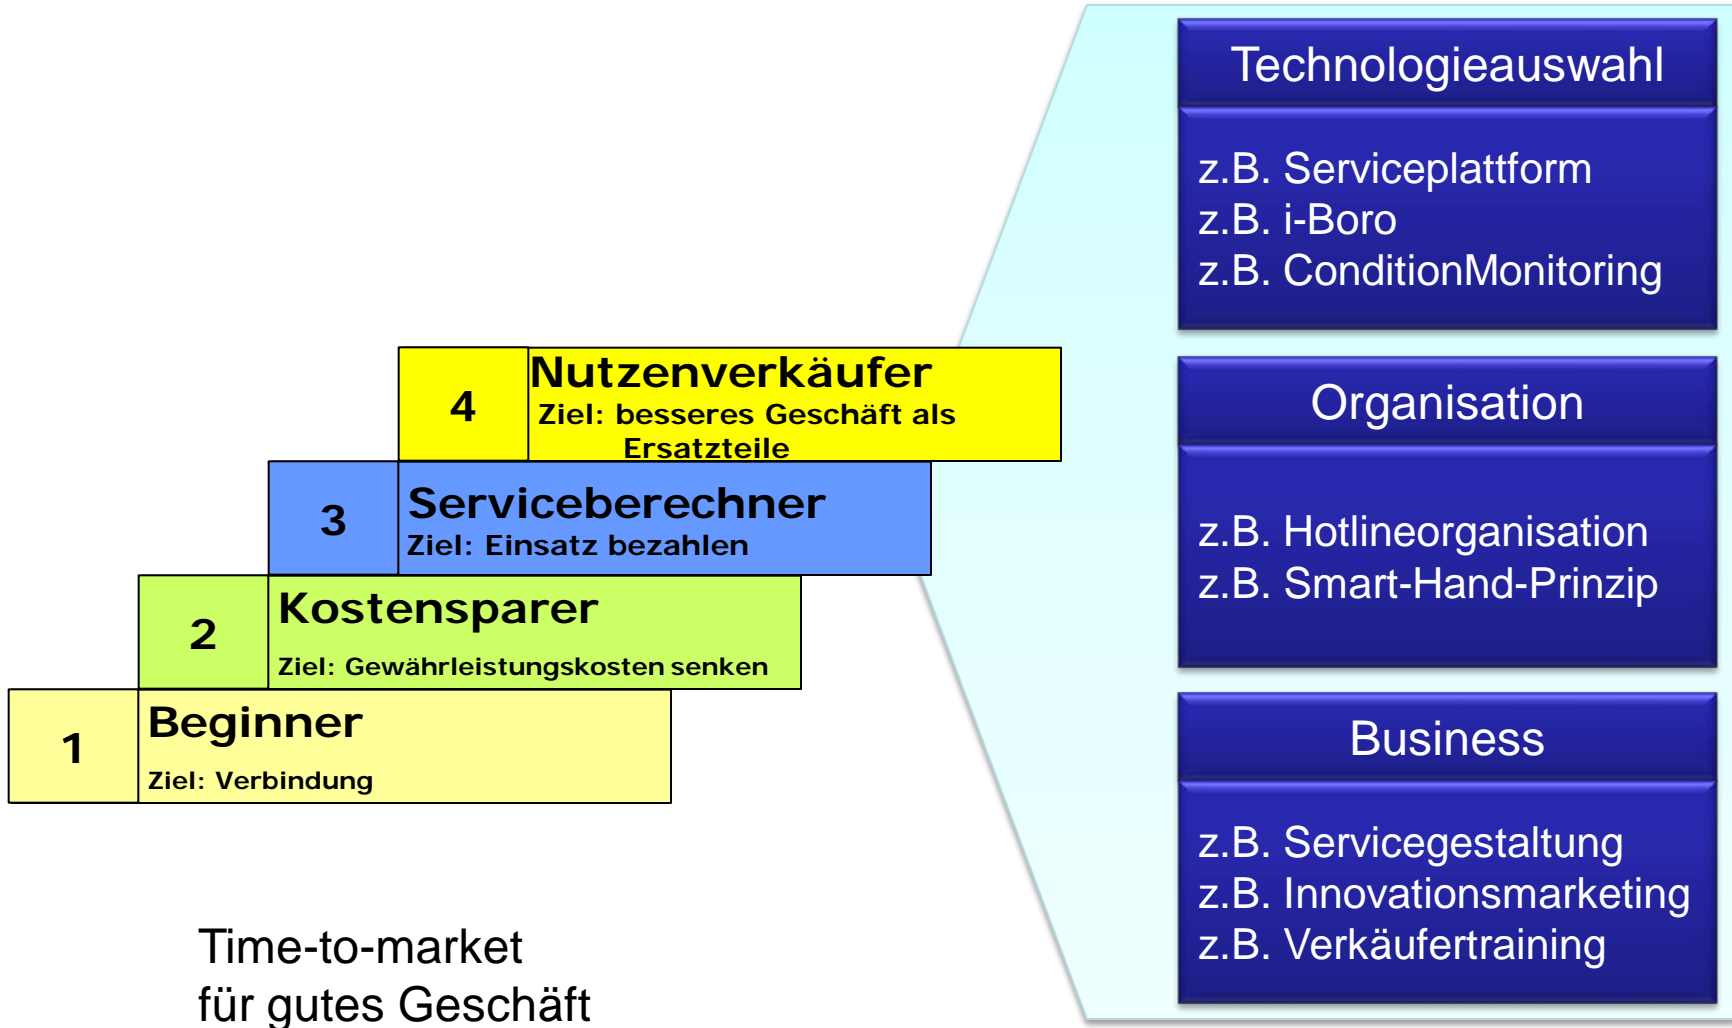 4
Nutzenverkäufer
Ziel: besseres Geschäft als
Ersatzteile
3
Serviceberechner
Ziel: Einsatz bezahlen
2
Kostensparer
Ziel: Gewährleistungskosten senken
1
Beginner
Ziel: Verbindung
Time-to-market
für gutes Geschäft
Technologieauswahl
z.B. Serviceplattform
z.B. i-Boro
z.B. ConditionMonitoring
Organisation
z.B. Hotlineorganisation
z.B. Smart-Hand-Prinzip
Business
z.B. Servicegestaltung
z.B. Innovationsmarketing
z.B. Verkäufertraining